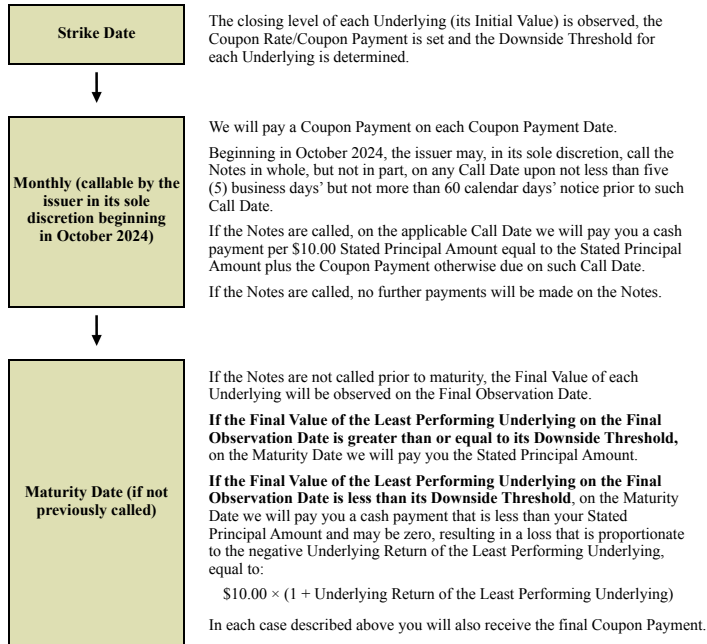 Strike Date
The closing level of each Underlying (its Initial Value) is observed, the
Coupon Rate/Coupon Payment is set and the Downside Threshold for
each Underlying is determined.
Monthly (callable by the
issuer in its sole
discretion beginning
in October 2024)
We will pay a Coupon Payment on each Coupon Payment Date.
Beginning in October 2024, the issuer may, in its sole discretion, call the
Notes in whole, but not in part, on any Call Date upon not less than five
(5) business days’ but not more than 60 calendar days’ notice prior to such
Call Date.
If the Notes are called, on the applicable Call Date we will pay you a cash
payment per $10.00 Stated Principal Amount equal to the Stated Principal
Amount plus the Coupon Payment otherwise due on such Call Date.
If the Notes are called, no further payments will be made on the Notes.
Maturity Date (if not
previously called)
If the Notes are not called prior to maturity, the Final Value of each
Underlying will be observed on the Final Observation Date.
If the Final Value of the Least Performing Underlying on the Final
Observation Date is greater than or equal to its Downside Threshold,
on the Maturity Date we will pay you the Stated Principal Amount.
If the Final Value of the Least Performing Underlying on the Final
Observation Date is less than its Downside Threshold, on the Maturity
Date we will pay you a cash payment that is less than your Stated
Principal Amount and may be zero, resulting in a loss that is proportionate
to the negative Underlying Return of the Least Performing Underlying,
equal to:
$10.00 × (1 + Underlying Return of the Least Performing Underlying)
In each case described above you will also receive the final Coupon Payment.